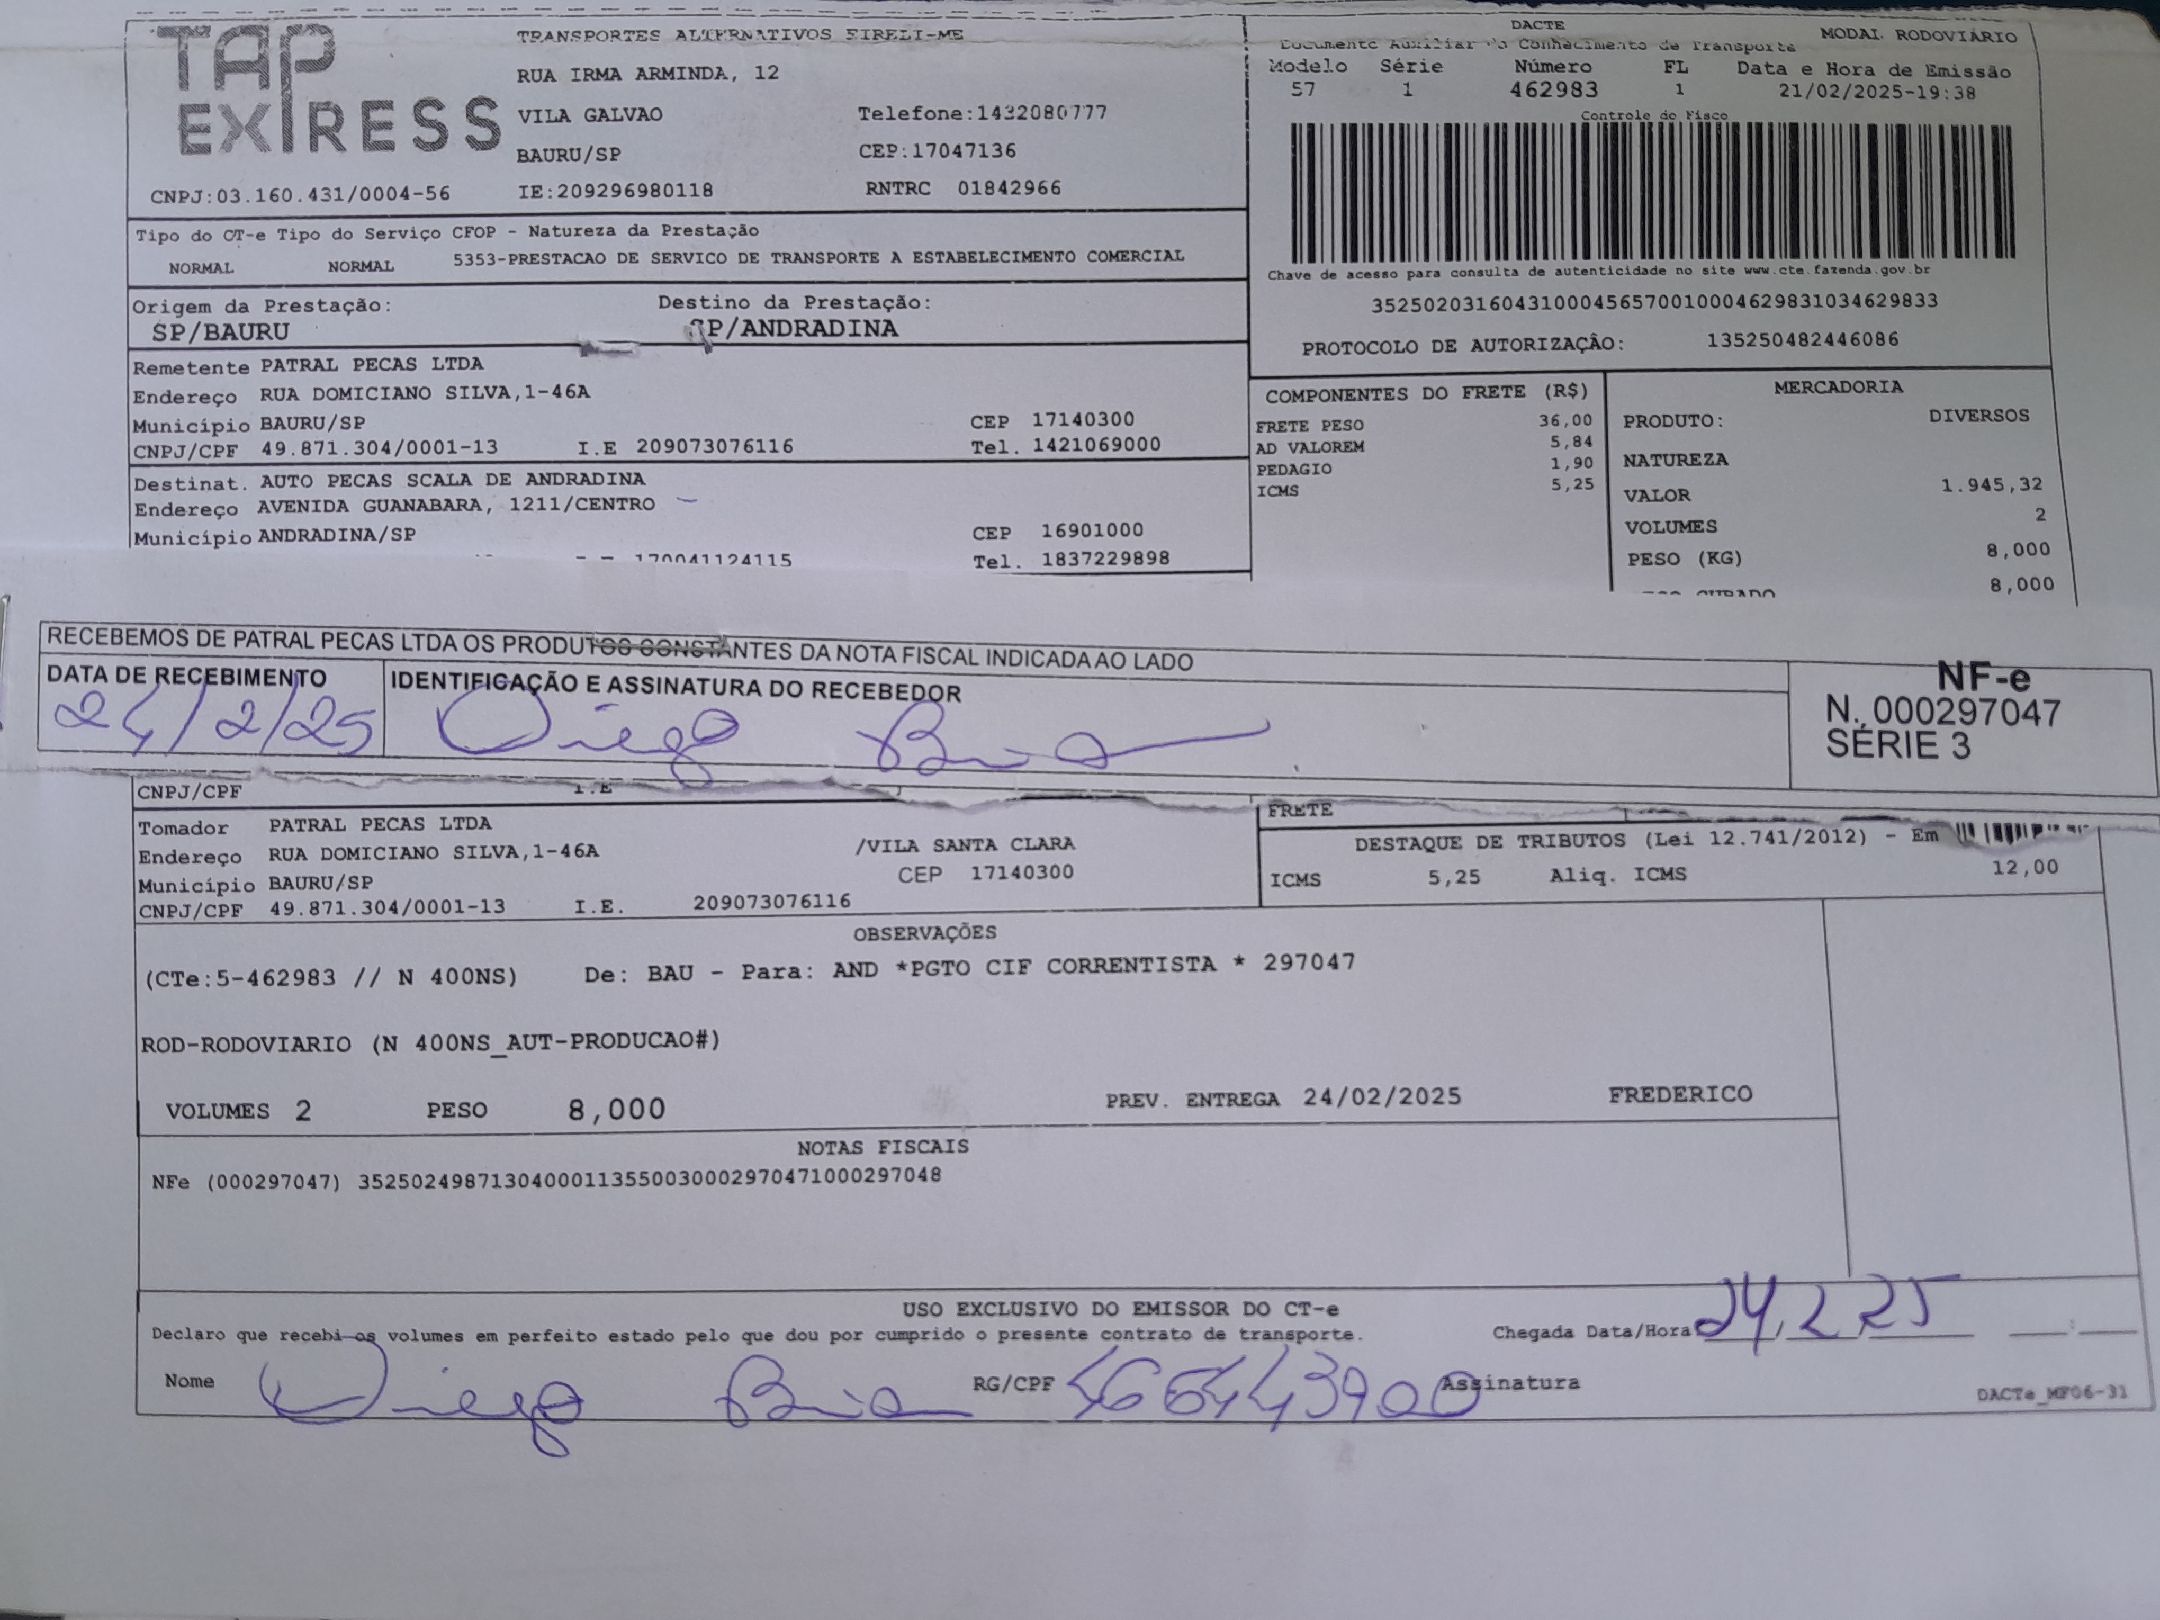 TAP EXPRESS
TRANSPORTES ALTERNATIVOS EIRELI-ME
RUA IRMA ARMINDA, 12
VILA GALVAO Telefone:1432080777
BAURU/SP CEP:17047136
CNPJ:03.160.431/0004-56 IE:209296980118 RNTRC 01842966
DACTE MODAL RODOVIÁRIO
Documento Auxiliar do Conhecimento de Transporte
Modelo Série Número FL Data e Hora de Emissão
57 1 462983 1 21/02/2025-19:38
Controle do Fisco
Chave de acesso para consulta de autenticidade no site www.cte.fazenda.gov.br
35250203160431000456570010004629831034629833
PROTOCOLO DE AUTORIZAÇÂO: 135250482446086
Tipo do CT-e Tipo do Serviço CFOP - Natureza da Prestação
NORMAL NORMAL 5353-PRESTACAO DE SERVICO DE TRANSPORTE A ESTABELECIMENTO COMERCIAL
Origem da Prestação: Destino da Prestação:
SP/BAURU SP/ANDRADINA
Remetente PATRAL PECAS LTDA
Endereço RUA DOMICIANO SILVA,1-46A
Município BAURU/SP CEP 17140300
CNPJ/CPF 49.871.304/0001-13 I.E 209073076116 Tel. 1421069000
Destinat. AUTO PECAS SCALA DE ANDRADINA
Endereço AVENIDA GUANABARA, 1211/CENTRO
Município ANDRADINA/SP CEP 16901000
170041124115 Tel. 1837229898
COMPONENTES DO FRETE (R$)
FRETE PESO 36,00
AD VALOREM 5,84
PEDAGIO 1,90
ICMS 5,25
MERCADORIA
PRODUTO: DIVERSOS
NATUREZA
VALOR 1.945,32
VOLUMES 2
PESO (KG) 8,000
CUBADO 8,000
RECEBEMOS DE PATRAL PECAS LTDA OS PRODUTOS CONSTANTES DA NOTA FISCAL INDICADA AO LADO
DATA DE RECEBIMENTO IDENTIFICAÇÃO E ASSINATURA DO RECEBEDOR
24/2/25 Diego
NF-e
N. 000297047
SÉRIE 3
CNPJ/CPF I.E
Tomador PATRAL PECAS LTDA
Endereço RUA DOMICIANO SILVA,1-46A /VILA SANTA CLARA
Município BAURU/SP CEP 17140300
CNPJ/CPF 49.871.304/0001-13 I.E. 209073076116
FRETE
DESTAQUE DE TRIBUTOS (Lei 12.741/2012) - Em
ICMS 5,25 Aliq. ICMS 12,00
OBSERVAÇÕES
(CTe:5-462983 // N 400NS) De: BAU - Para: AND *PGTO CIF CORRENTISTA * 297047
ROD-RODOVIARIO (N 400NS_AUT-PRODUCAO#)
VOLUMES 2 PESO 8,000 PREV. ENTREGA 24/02/2025 FREDERICO
NOTAS FISCAIS
NFe (000297047) 35250249871304000113550030002970471000297048
USO EXCLUSIVO DO EMISSOR DO CT-e
Declaro que recebi os volumes em perfeito estado pelo que dou por cumprido o presente contrato de transporte. Chegada Data/Hora 24, 2 25
Nome Diego RG/CPF 466443900 Assinatura
DACTe_MF06-31